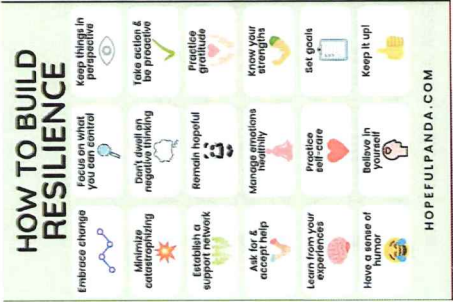 HOW TO BUILD
RESILIENCE
Embrace change
Focus on what
you can control
Keep things in
perspective
Minimize
catastrophizing
Don't dwell on
negative thinking
Take action &
be proactive
Establish a
support network
Remain hopeful
Practice
gratitude
Ask for &
accept help
Manage emotions
healthily
Know your
strengths
Learn from your
experiences
Practice
self-care
Set goals
Have a sense of
humor
Believe in
yourself
Keep it up!
HOPEFULPANDA.COM